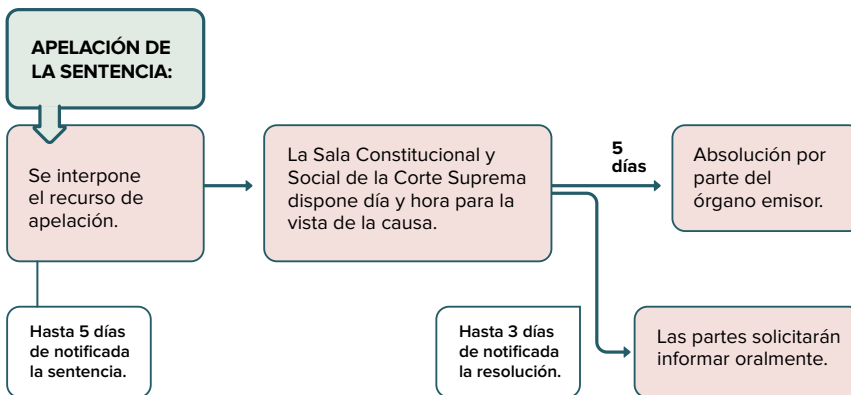 APELACIÓN DE
LA SENTENCIA:
Se interpone
el recurso de
apelación.
La Sala Constitucional y
Social de la Corte Suprema
dispone día y hora para la
vista de la causa.
5
días
Absolución por
parte del
órgano emisor.
Hasta 5 días
de notificada
la sentencia.
Hasta 3 días
de notificada
la resolución.
Las partes solicitarán
informar oralmente.